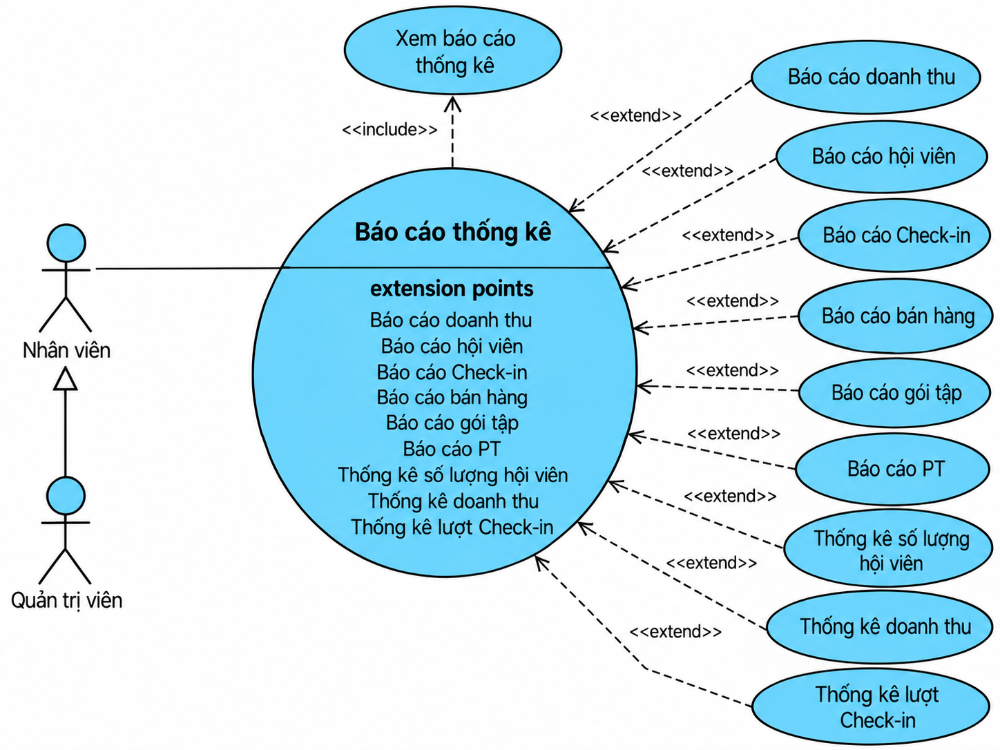 Xem báo cáo
thống kê
<<include>>
Báo cáo thống kê
extension points
Báo cáo doanh thu
Báo cáo hội viên
Báo cáo Check-in
Báo cáo bán hàng
Báo cáo gói tập
Báo cáo PT
Thống kê số lượng hội viên
Thống kê doanh thu
Thống kê lượt Check-in
Nhân viên
Quản trị viên
<<extend>>
Báo cáo doanh thu
<<extend>>
Báo cáo hội viên
<<extend>>
Báo cáo Check-in
<<extend>>
Báo cáo bán hàng
<<extend>>
Báo cáo gói tập
<<extend>>
Báo cáo PT
<<extend>>
Thống kê số lượng
hội viên
<<extend>>
Thống kê doanh thu
<<extend>>
Thống kê lượt
Check-in